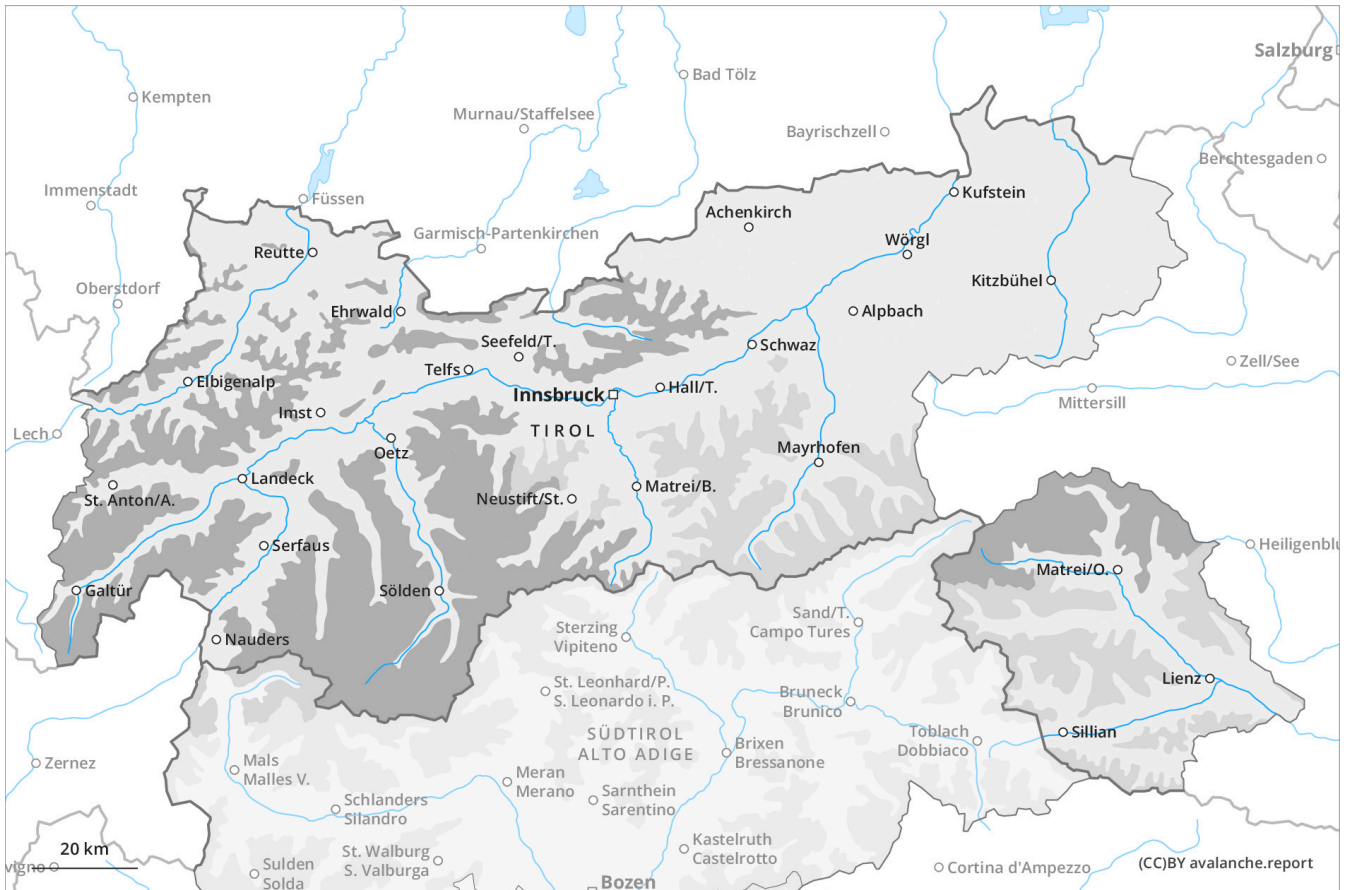 Salzburg
Bad Tölz
Kempten
Murnau/Staffelsee
Bayrischzell
Berchtesgaden
Immenstadt
Füssen
Kufstein
Achenkirch
Garmisch-Partenkirchen
Wörgl
Reutte
Kitzbühel
Oberstdorf
Ehrwald
Alpbach
Seefeld/T.
Schwaz
Zell/See
Telfs
Elbigenalp
Innsbruck
Hall/T.
Mittersill
Imst
Lech
TIROL
Mayrhofen
Oetz
Landeck
Matrei/B.
St. Anton/A.
Neustift/St.
Serfaus
Heiligenblu
Matrei/O.
Galtür
Sölden
Sand/T.
Campo Tures
Nauders
Sterzing
Vipiteno
Lienz
St. Leonhard/P.
S. Leonardo i. P.
Bruneck
Brunico
SÜDTIROL
ALTO ADIGE
Toblach
Dobbiaco
Sillian
Brixen
Bressanone
Zernez
Mals
Malles V.
Meran
Merano
Sarnthein
Sarentino
Schlanders
Silandro
Kastelruth
Castelrotto
20 km
St. Walburg
S. Valburga
vigno
Sulden
Solda
Cortina d'Ampezzo
(CC)BY avalanche.report
Bozen